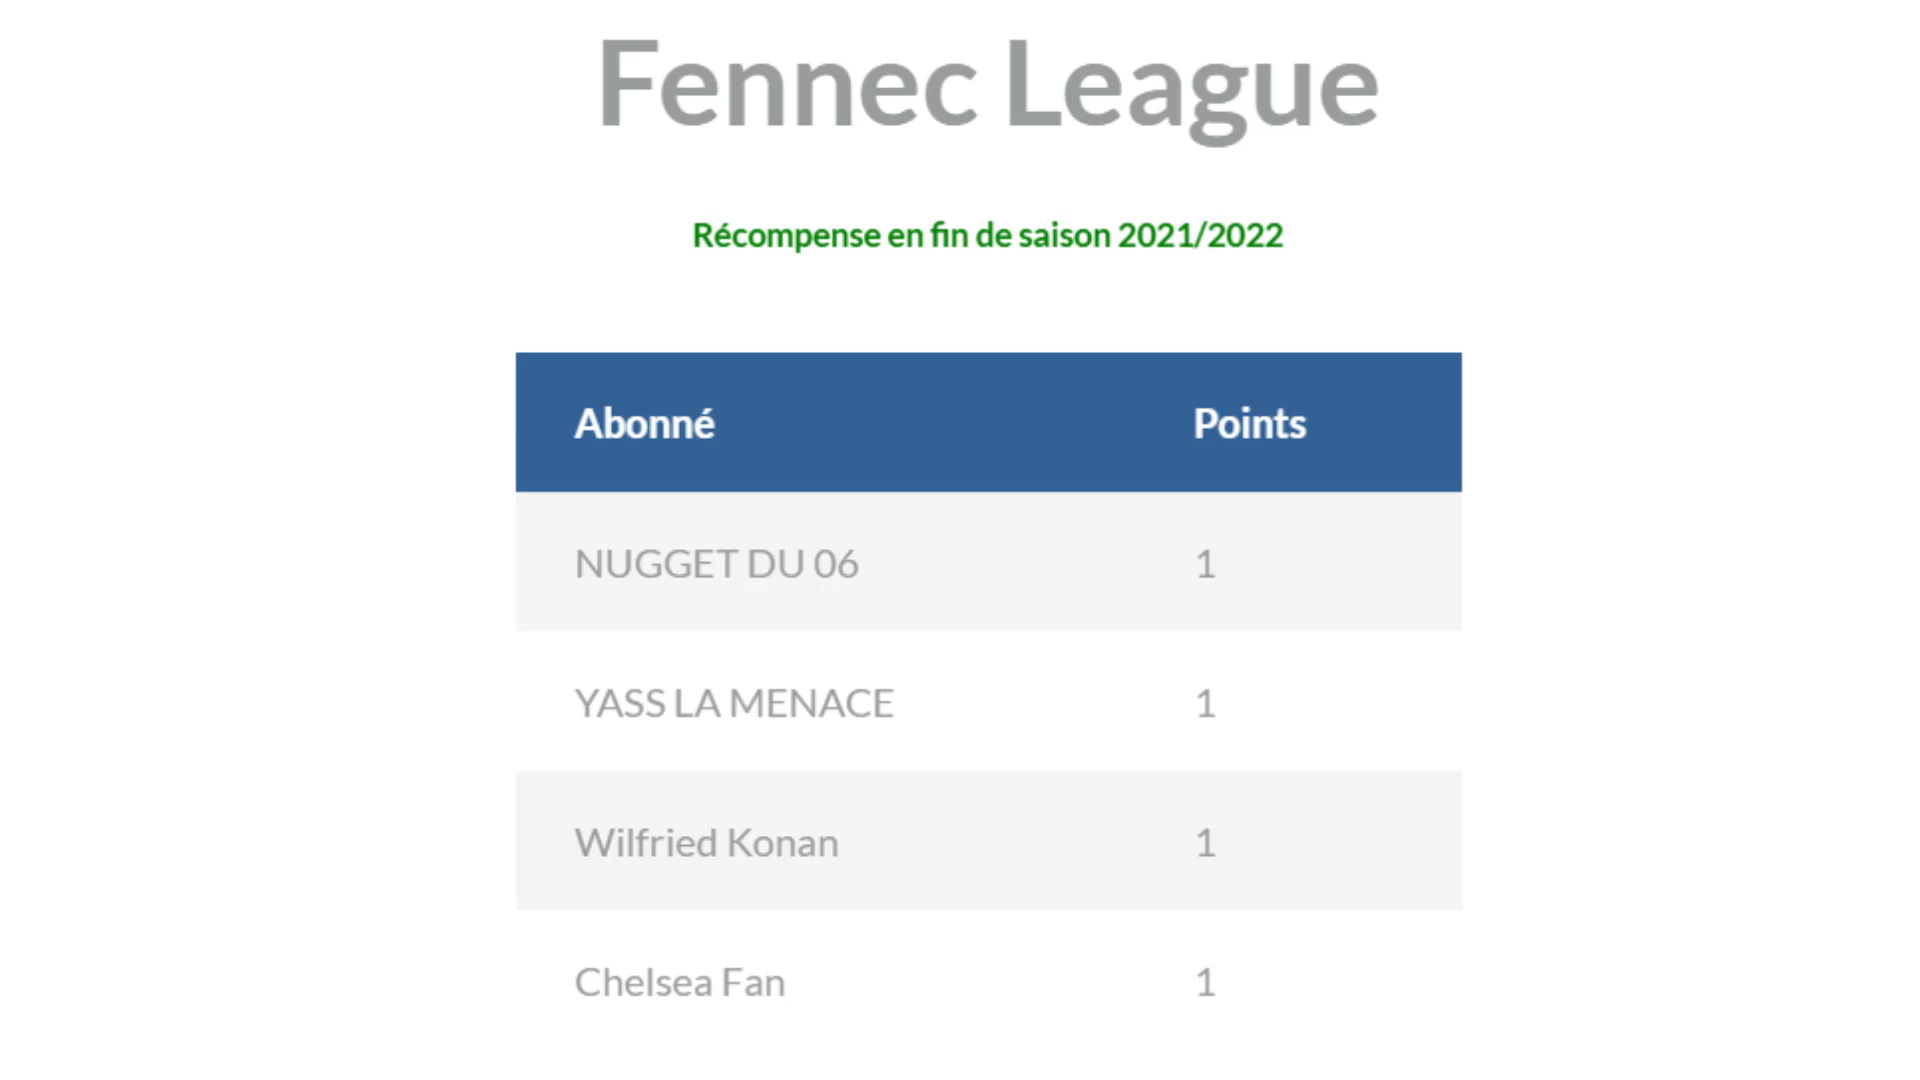 Fennec League
Récompense en fin de saison 2021/2022
Abonné Points
NUGGET DU 06 1
YASS LA MENACE 1
Wilfried Konan 1
Chelsea Fan 1